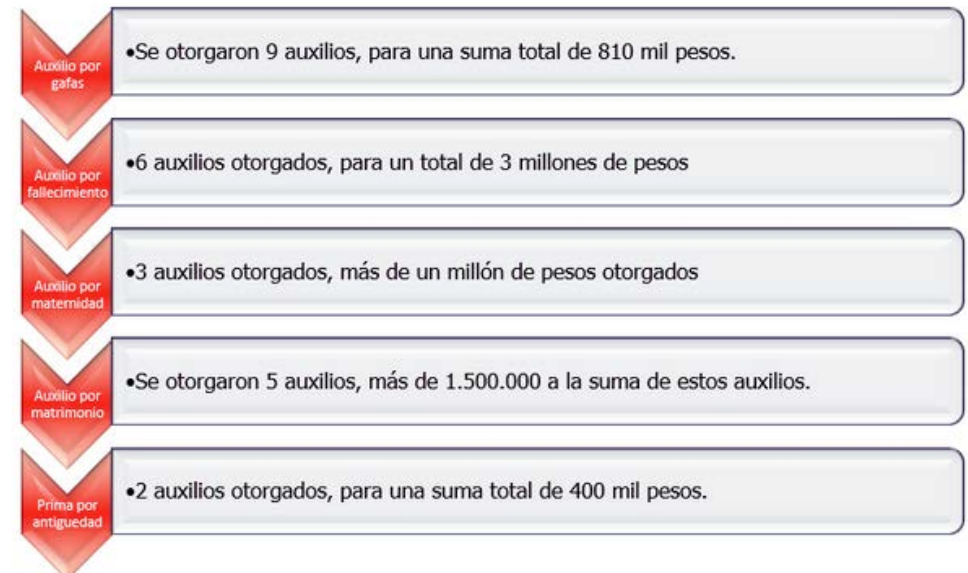 Auxilio por
gafas
•Se otorgaron 9 auxilios, para una suma total de 810 mil pesos.
Auxilio por
fallecimiento
•6 auxilios otorgados, para un total de 3 millones de pesos
Auxilio por
maternidad
•3 auxilios otorgados, más de un millón de pesos otorgados
Auxilio por
matrimonio
•Se otorgaron 5 auxilios, más de 1.500.000 a la suma de estos auxilios.
Prima por
antiguedad
•2 auxilios otorgados, para una suma total de 400 mil pesos.